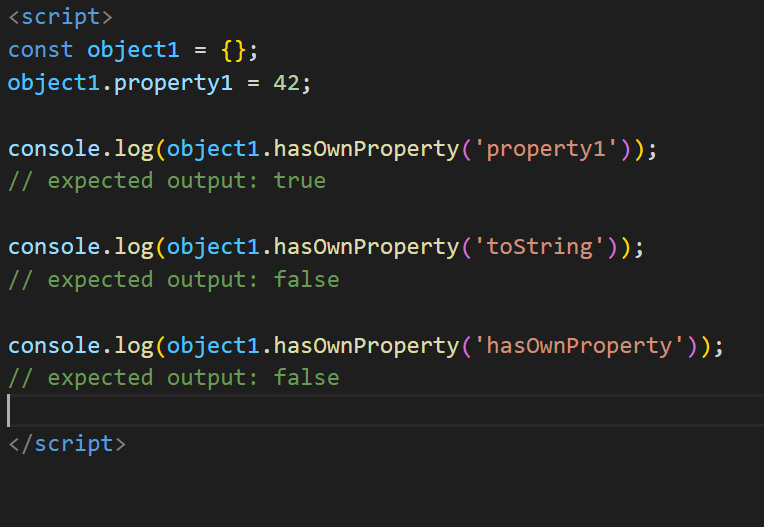 <script>
const object1 = {};
object1.property1 = 42;

console.log(object1.hasOwnProperty('property1'));
// expected output: true

console.log(object1.hasOwnProperty('toString'));
// expected output: false

console.log(object1.hasOwnProperty('hasOwnProperty'));
// expected output: false

</script>